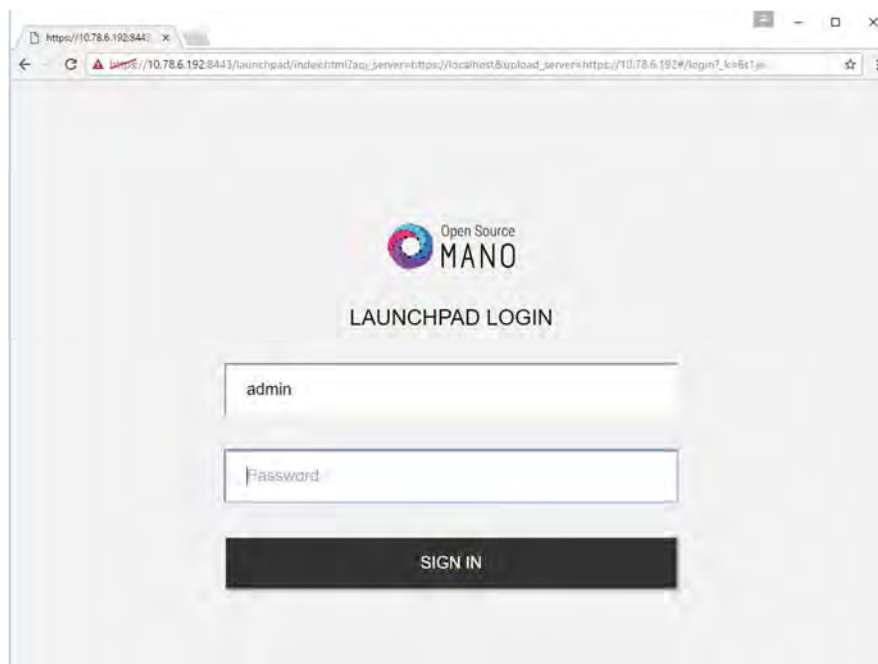 https://10.78.6.192:8443
https://10.78.6.192:8443/launchpad/index.html?api_server=https://localhost&upload_server=https://10.78.6.192#/login?_k=
Open Source
MANO
LAUNCHPAD LOGIN
admin
Password
SIGN IN